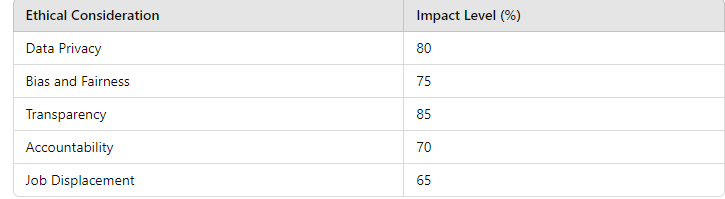 Ethical Consideration Impact Level (%)
Data Privacy 80
Bias and Fairness 75
Transparency 85
Accountability 70
Job Displacement 65